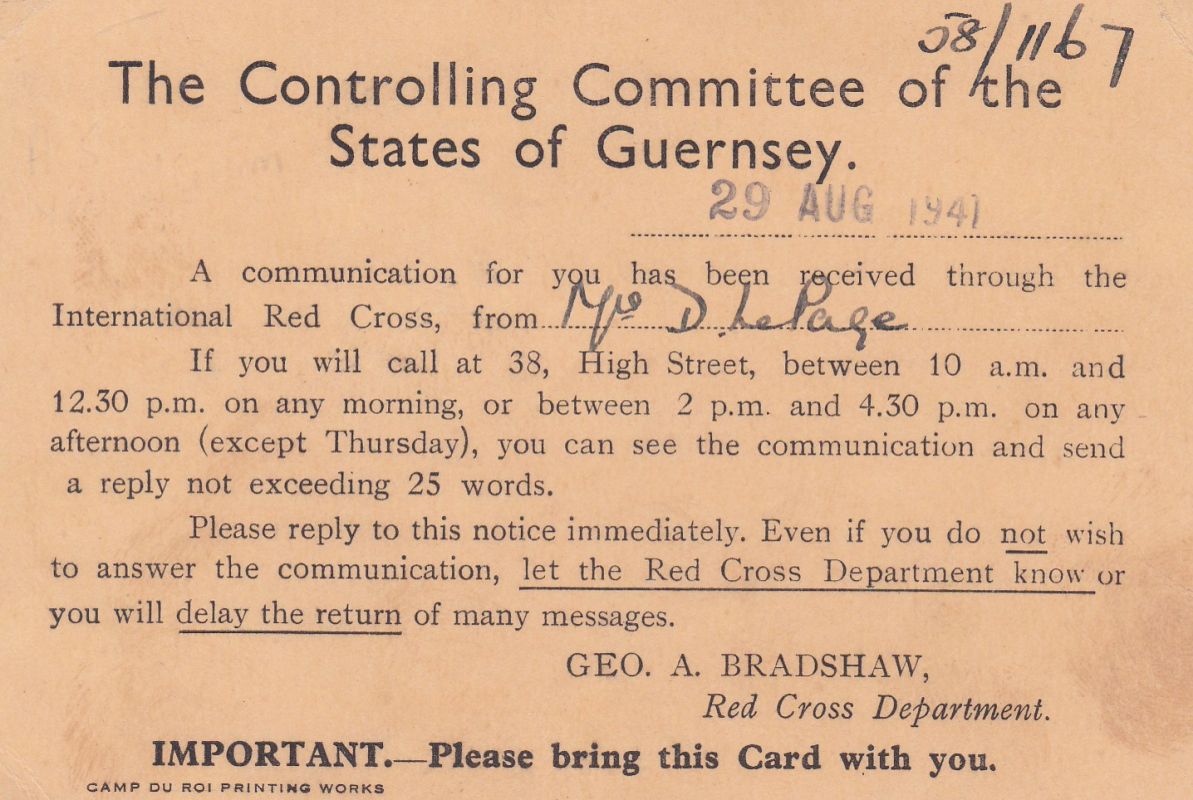 58/1167
The Controlling Committee of the
States of Guernsey.
29 AUG 1941
A communication for you has been received through the
International Red Cross, from Mrs D. Le Page
If you will call at 38, High Street, between 10 a.m. and
12.30 p.m. on any morning, or between 2 p.m. and 4.30 p.m. on any
afternoon (except Thursday), you can see the communication and send
a reply not exceeding 25 words.
Please reply to this notice immediately. Even if you do not wish
to answer the communication, let the Red Cross Department know or
you will delay the return of many messages.
GEO. A. BRADSHAW,
Red Cross Department.
IMPORTANT.—Please bring this Card with you.
CAMP DU ROI PRINTING WORKS